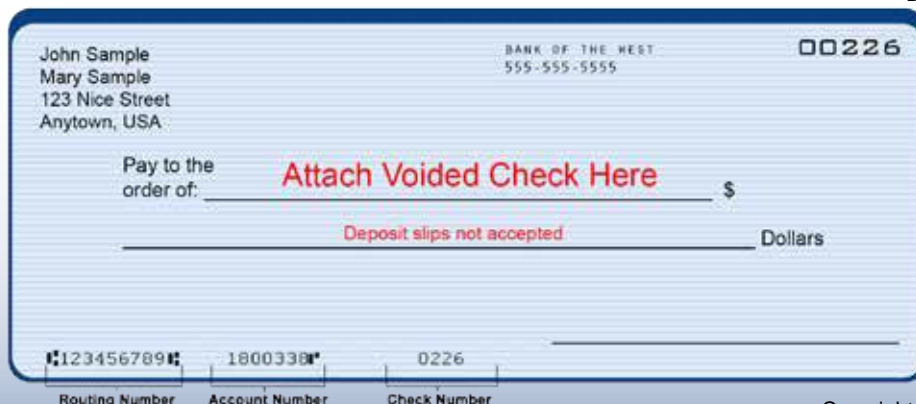 John Sample
Mary Sample
123 Nice Street
Anytown, USA
BANK OF THE WEST
555-555-5555
00226
Pay to the
order of:
Attach Voided Check Here
$
Deposit slips not accepted
Dollars
⑆123456789⑆ 1800338⑈ 0226
Routing Number Account Number Check Number